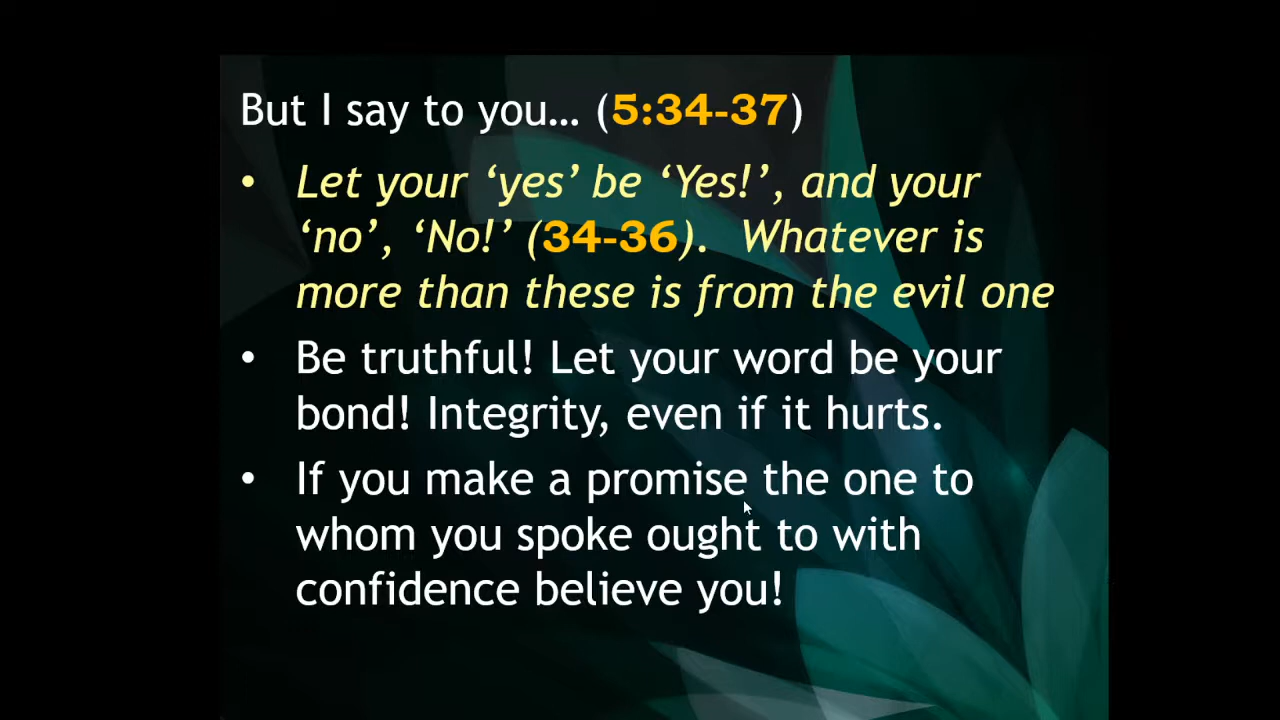 But I say to you… (5:34-37)
• Let your ‘yes’ be ‘Yes!’, and your
‘no’, ‘No!’ (34-36). Whatever is
more than these is from the evil one
• Be truthful! Let your word be your
bond! Integrity, even if it hurts.
• If you make a promise the one to
whom you spoke ought to with
confidence believe you!